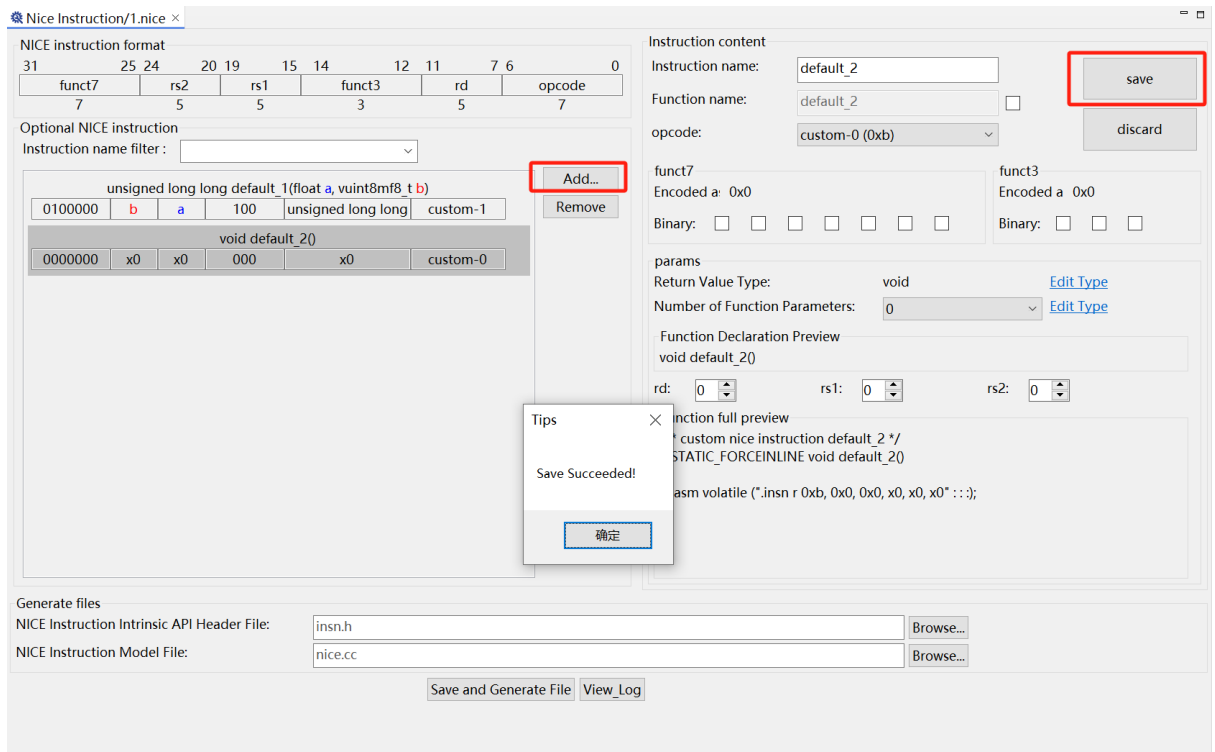 Nice Instruction/1.nice
NICE instruction format
31 25 24 20 19 15 14 12 11 7 6 0
funct7 rs2 rs1 funct3 rd opcode
7 5 5 3 5 7
Optional NICE instruction
Instruction name filter :
unsigned long long default_1(float a, vuint8mf8_t b)
0100000 b a 100 unsigned long long custom-1
void default_2()
0000000 x0 x0 000 x0 custom-0
Add...
Remove
Instruction content
Instruction name: default_2
Function name: default_2
opcode: custom-0 (0xb)
save
discard
funct7
Encoded a: 0x0
Binary:
funct3
Encoded a 0x0
Binary:
params
Return Value Type: void Edit Type
Number of Function Parameters: 0 Edit Type
Function Declaration Preview
void default_2()
rd: 0 rs1: 0 rs2: 0
unction full preview
* custom nice instruction default_2 */
STATIC_FORCEINLINE void default_2()
asm volatile (".insn r 0xb, 0x0, 0x0, x0, x0, x0" : : :);
Tips
Save Succeeded!
确定
Generate files
NICE Instruction Intrinsic API Header File: insn.h Browse...
NICE Instruction Model File: nice.cc Browse...
Save and Generate File View_Log